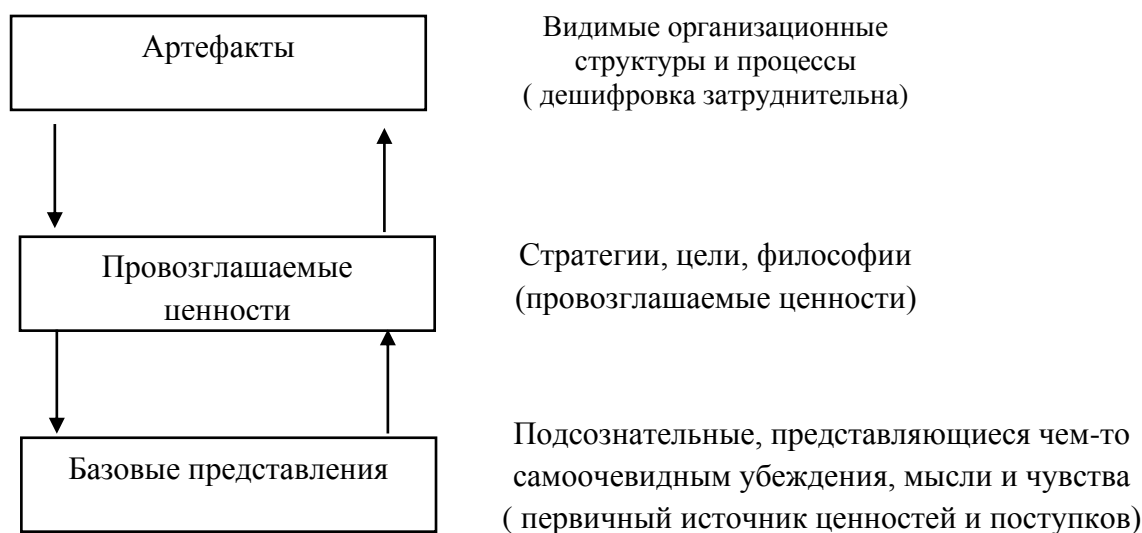 Артефакты
Видимые организационные
структуры и процессы
( дешифровка затруднительна)
Провозглашаемые
ценности
Стратегии, цели, философии
(провозглашаемые ценности)
Базовые представления
Подсознательные, представляющиеся чем-то
самоочевидным убеждения, мысли и чувства
( первичный источник ценностей и поступков)